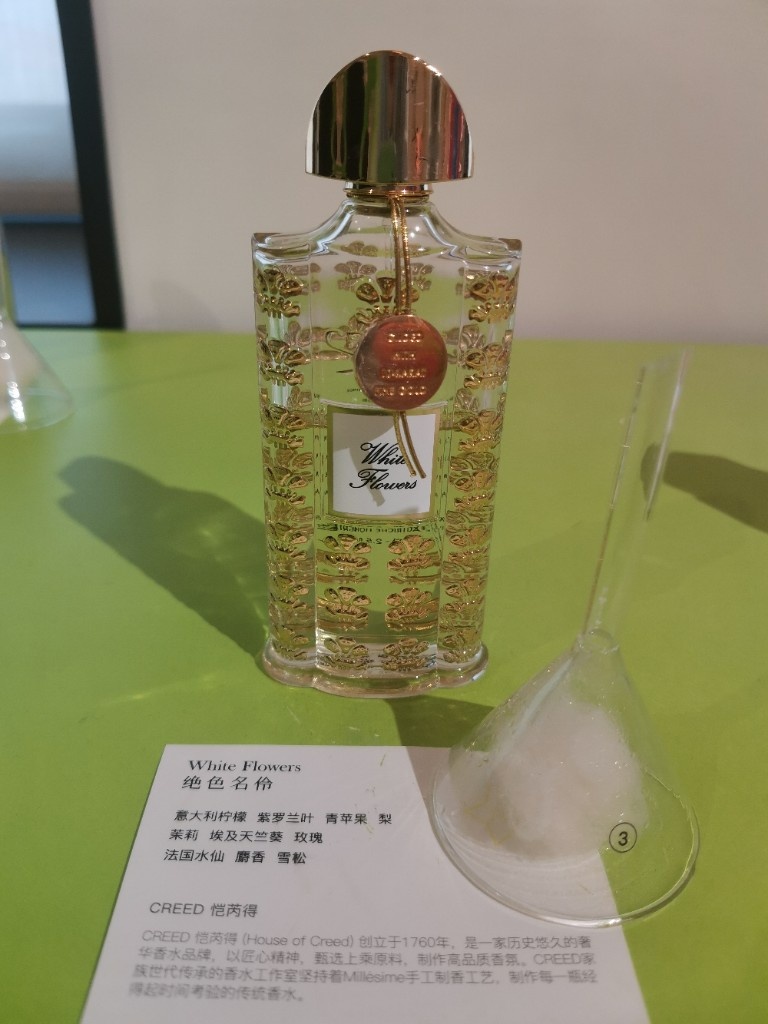 White
Flowers
White Flowers
绝色名伶
意大利柠檬 紫罗兰叶 青苹果 梨
茉莉 埃及天竺葵 玫瑰
法国水仙 麝香 雪松
③
CREED 恺芮得
CREED 恺芮得 (House of Creed) 创立于1760年，是一家历史悠久的奢
华香水品牌，以匠心精神，甄选上乘原料，制作高品质香氛。CREED家
族世代传承的香水工作室坚持着Millesime手工制香工艺，制作每一瓶经
得起时间考验的传统香水。